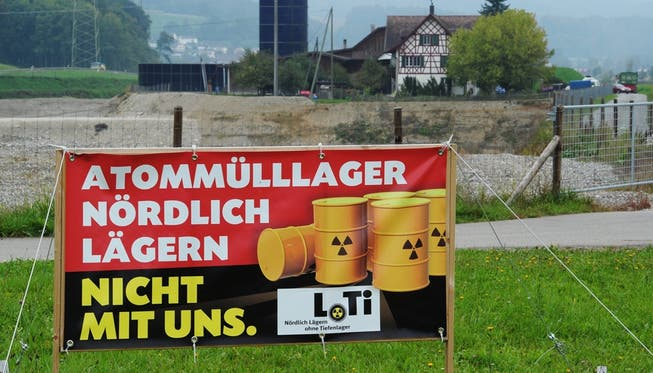 ATOMMÜLLLAGER
NÖRDLICH
LÄGERN
NICHT
MIT UNS.
LoTi
Nördlich Lägern
ohne Tiefenlager